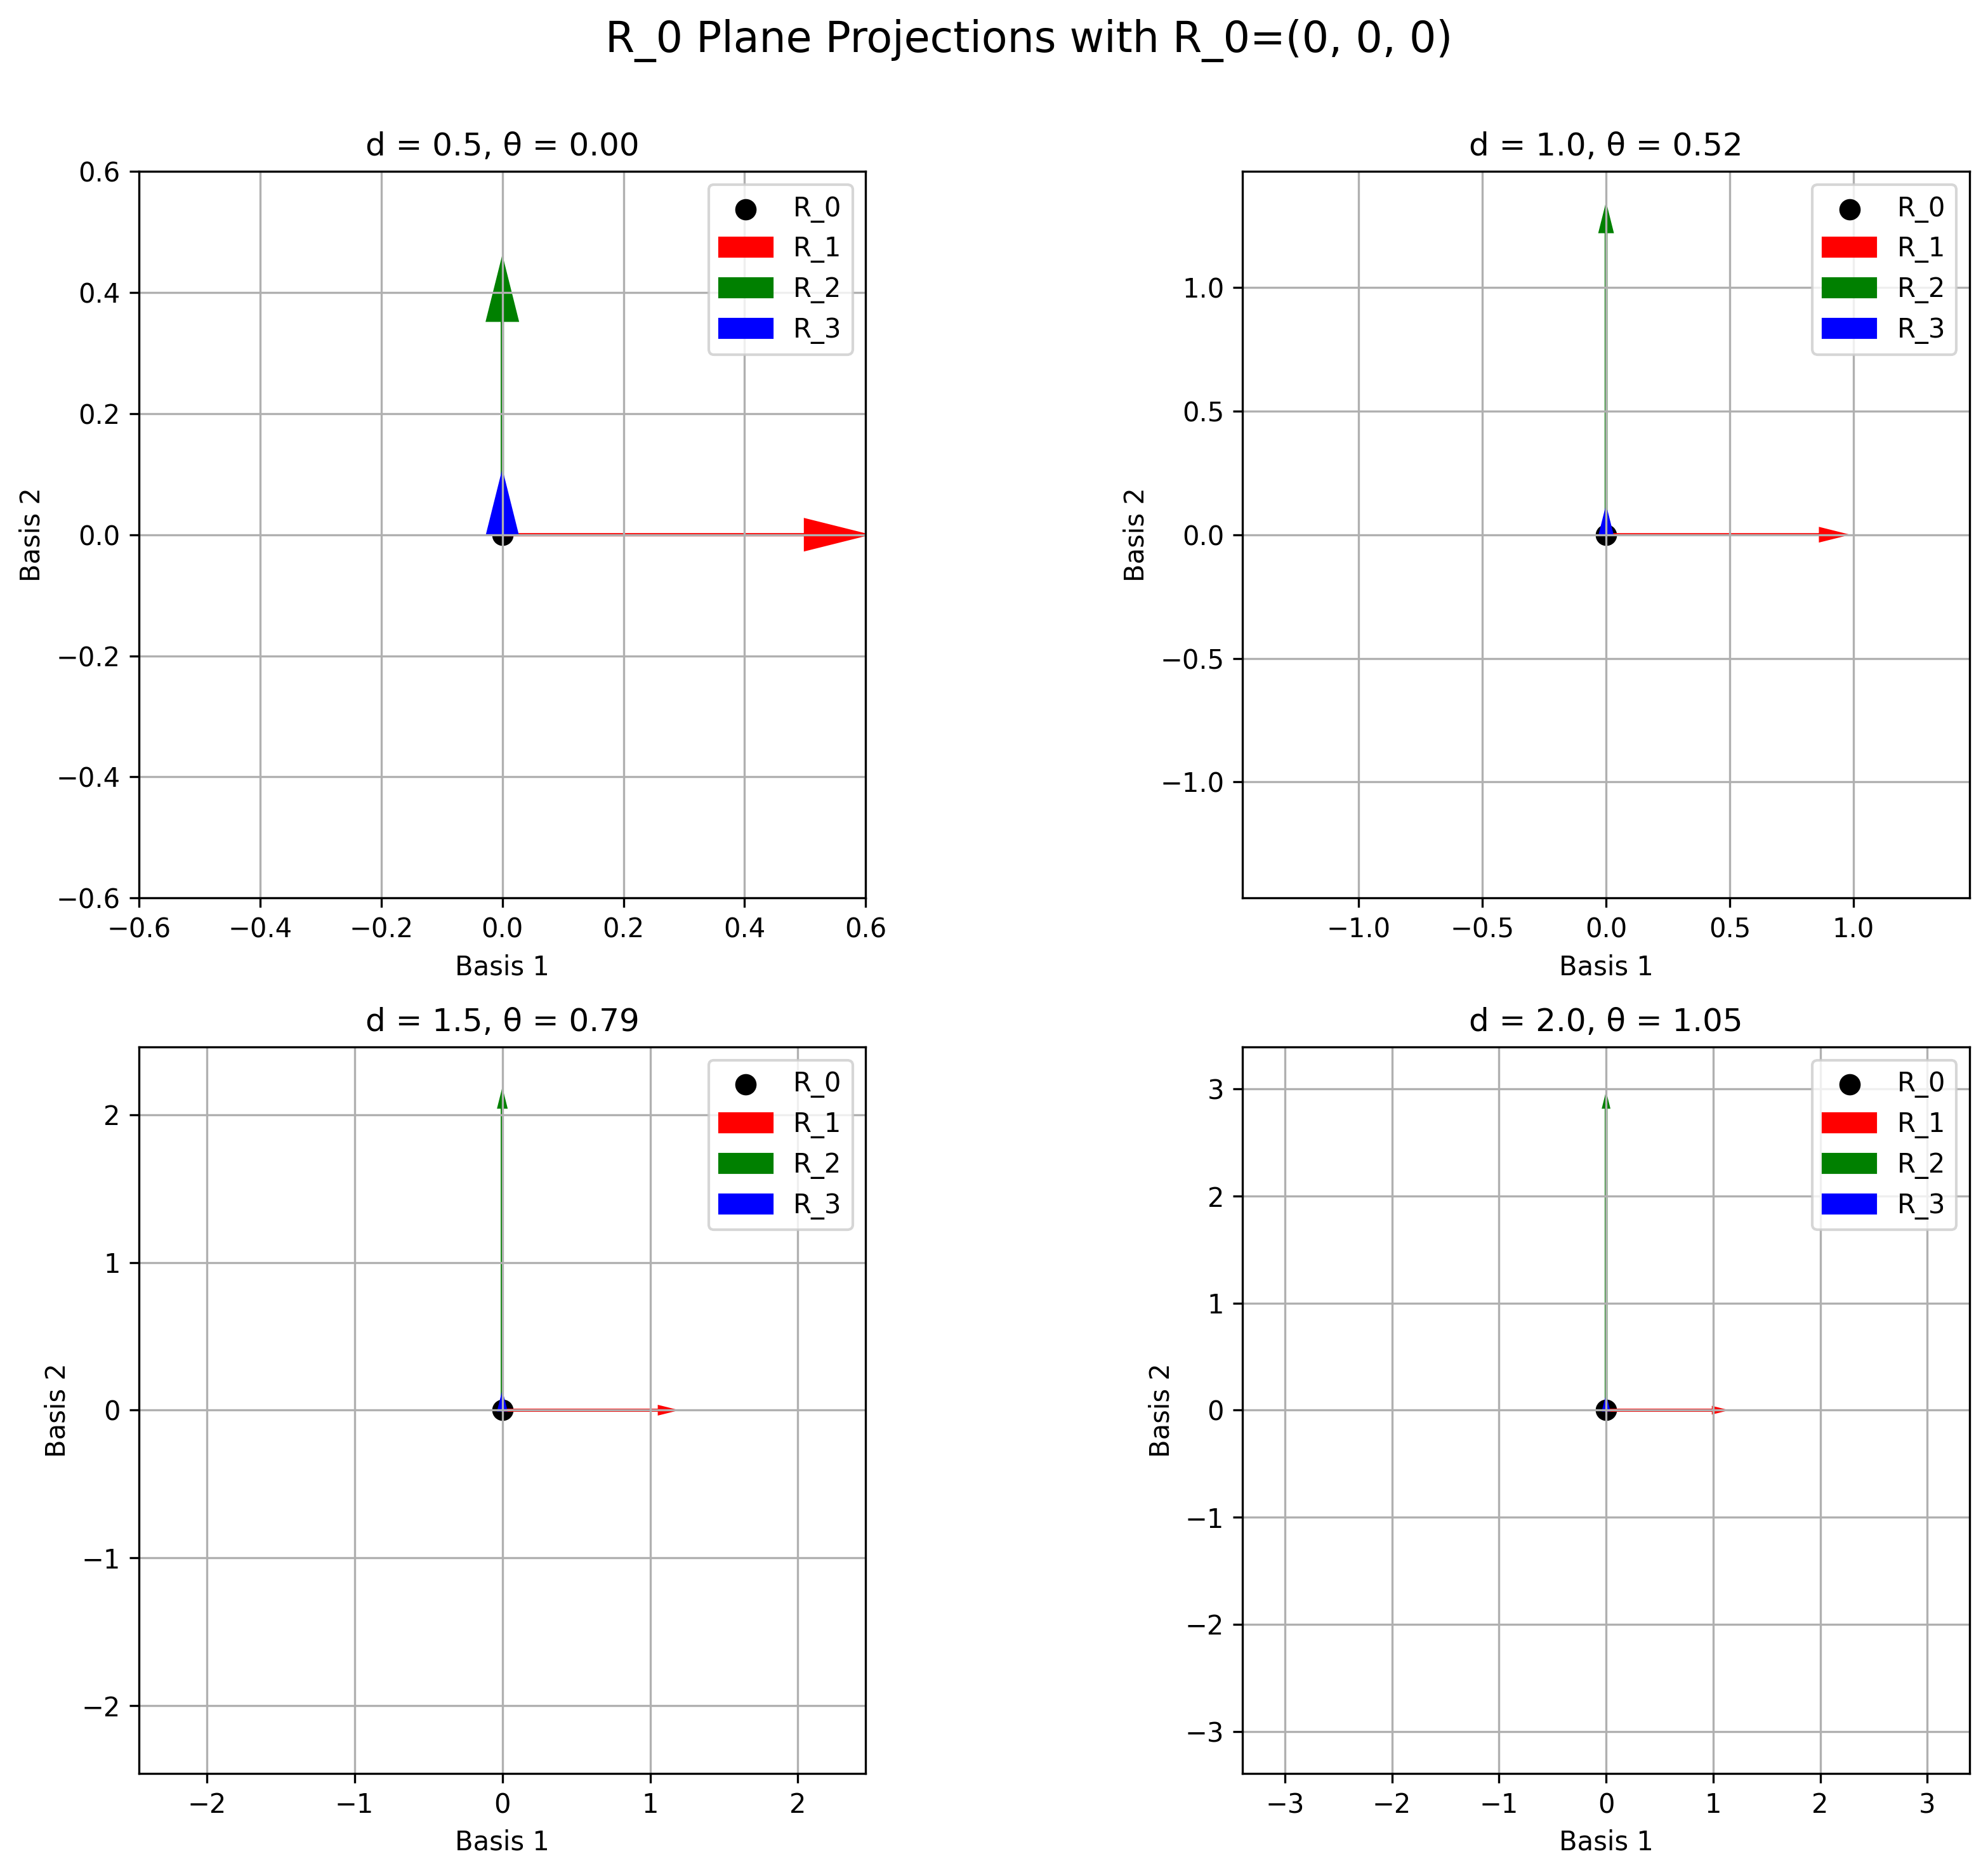 R_0 Plane Projections with R_0=(0, 0, 0)
d = 0.5, θ = 0.00
0.6
0.4
0.2
0.0
−0.2
−0.4
−0.6
Basis 2
−0.6 −0.4 −0.2 0.0 0.2 0.4 0.6
Basis 1
R_0
R_1
R_2
R_3
d = 1.0, θ = 0.52
1.0
0.5
0.0
−0.5
−1.0
Basis 2
−1.0 −0.5 0.0 0.5 1.0
Basis 1
R_0
R_1
R_2
R_3
d = 1.5, θ = 0.79
2
1
0
−1
−2
Basis 2
−2 −1 0 1 2
Basis 1
R_0
R_1
R_2
R_3
d = 2.0, θ = 1.05
3
2
1
0
−1
−2
−3
Basis 2
−3 −2 −1 0 1 2 3
Basis 1
R_0
R_1
R_2
R_3